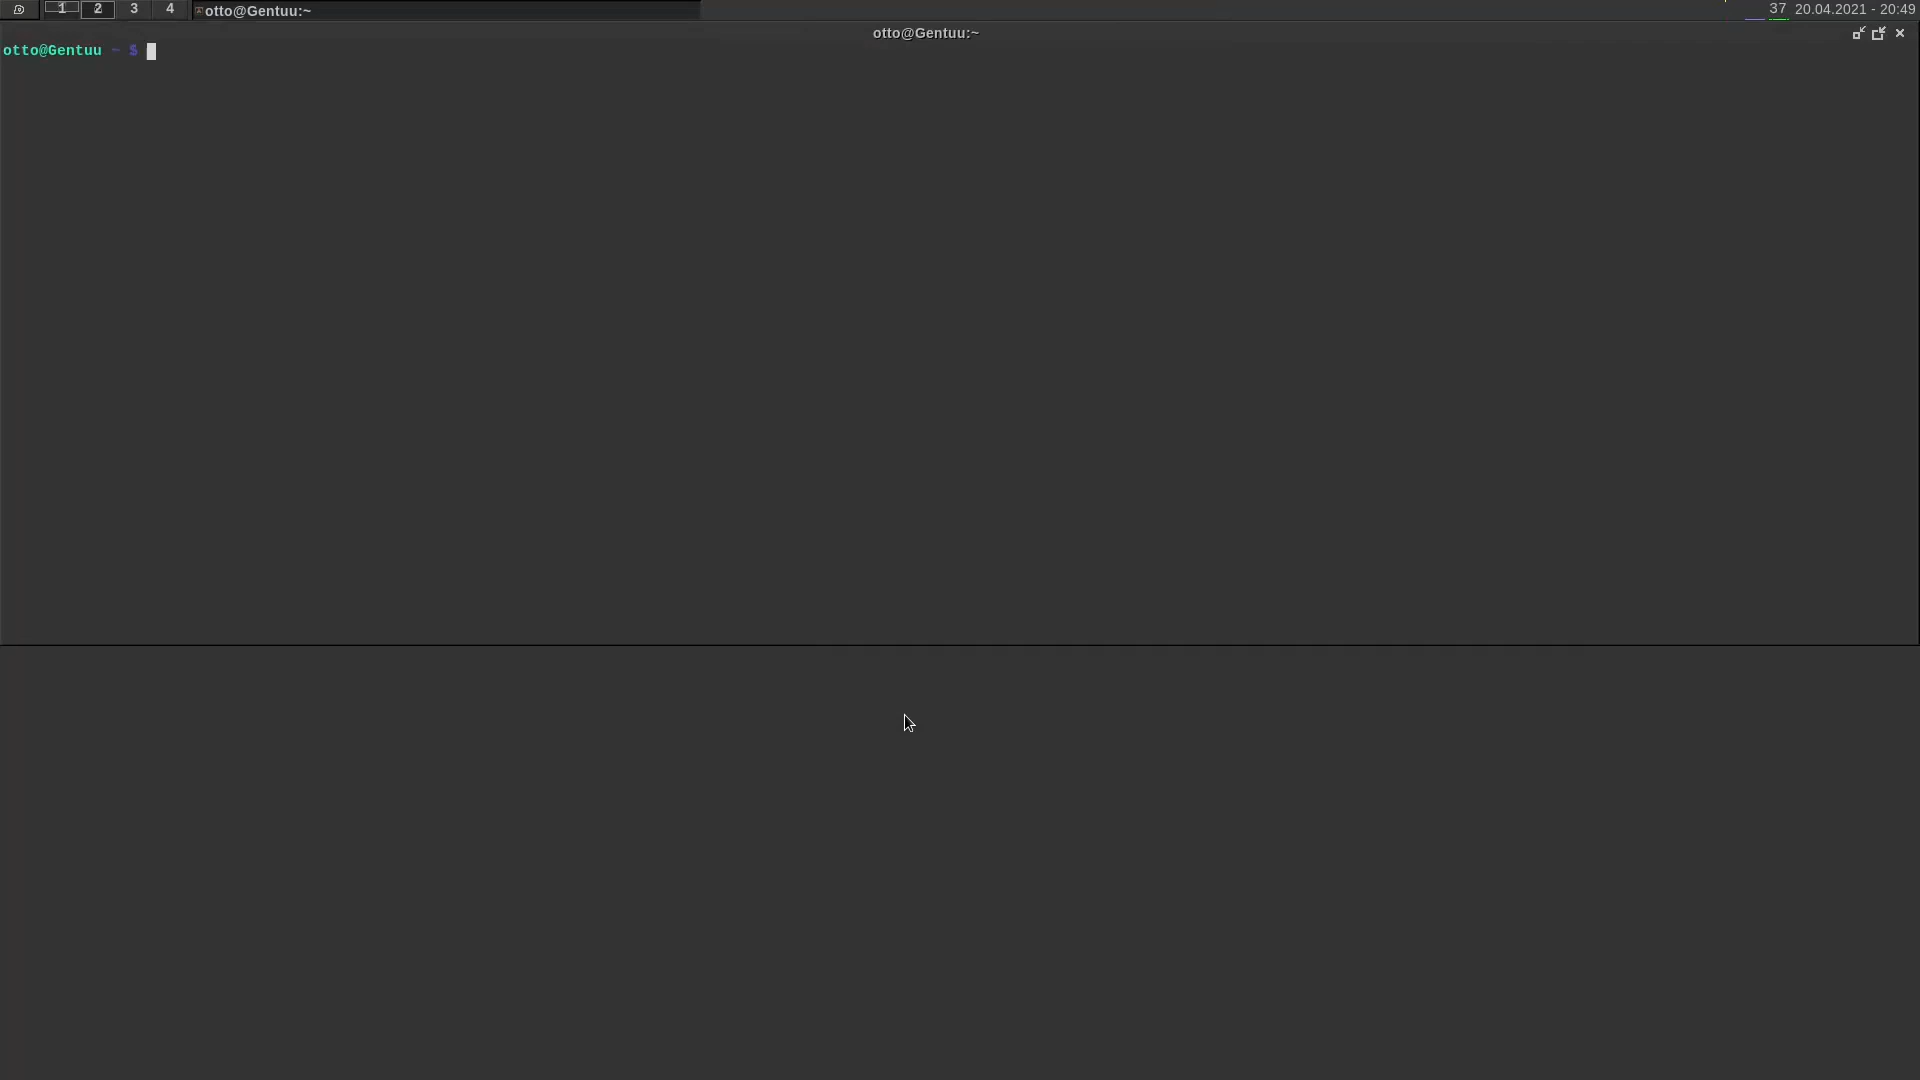 1 2 3 4 otto@Gentuu:~ 37 20.04.2021 - 20:49
otto@Gentuu:~
otto@Gentuu ~ $